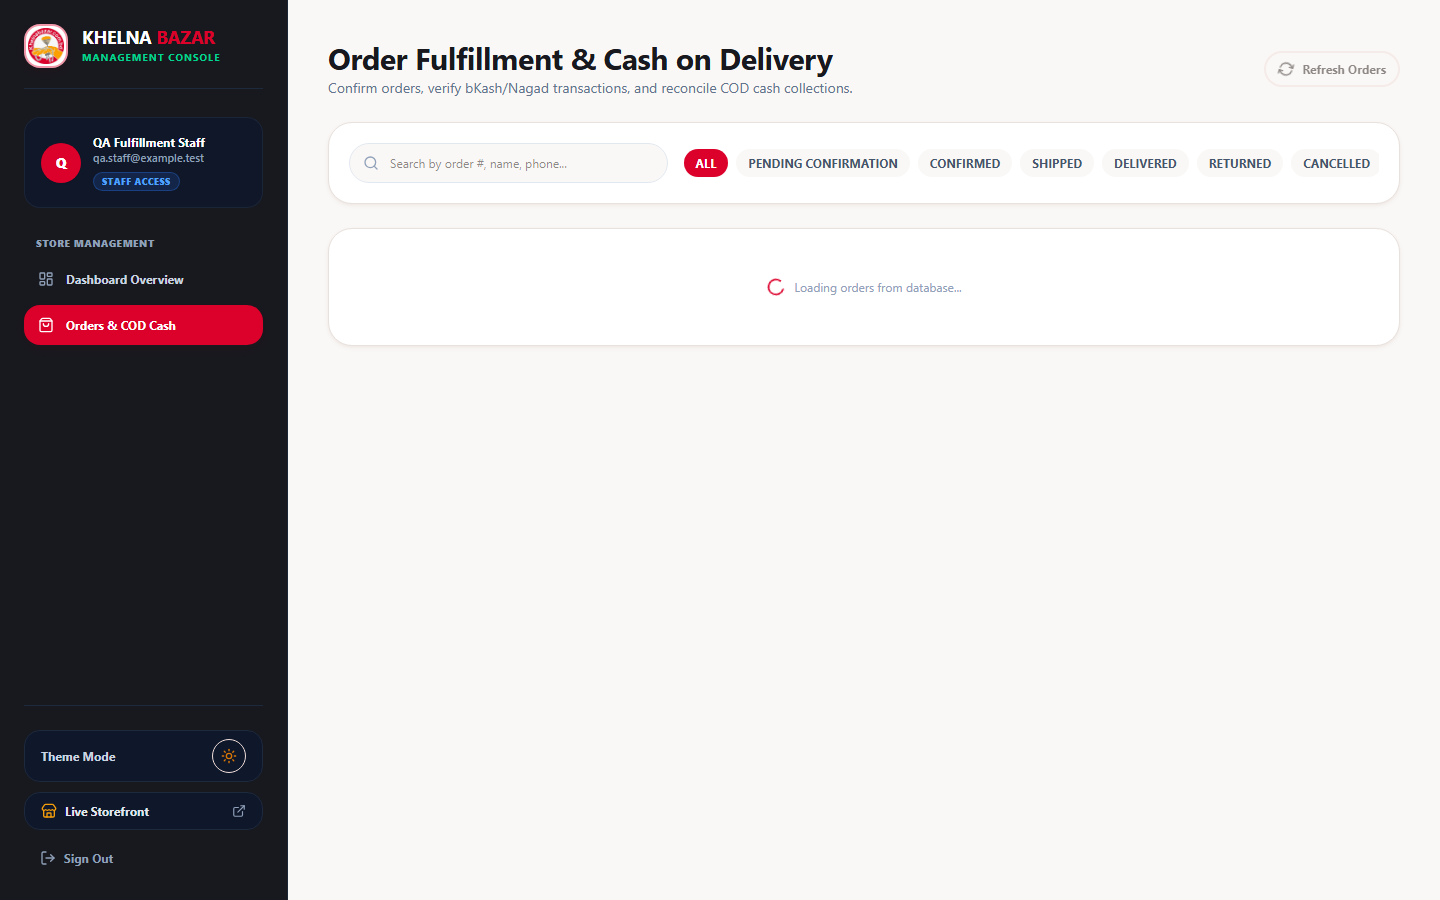 KHELNA BAZAR
MANAGEMENT CONSOLE
Q
QA Fulfillment Staff
qa.staff@example.test
STAFF ACCESS
STORE MANAGEMENT
Dashboard Overview
Orders & COD Cash
Theme Mode
Live Storefront
Sign Out
Order Fulfillment & Cash on Delivery
Confirm orders, verify bKash/Nagad transactions, and reconcile COD cash collections.
Refresh Orders
Search by order #, name, phone...
ALL PENDING CONFIRMATION CONFIRMED SHIPPED DELIVERED RETURNED CANCELLED
Loading orders from database...